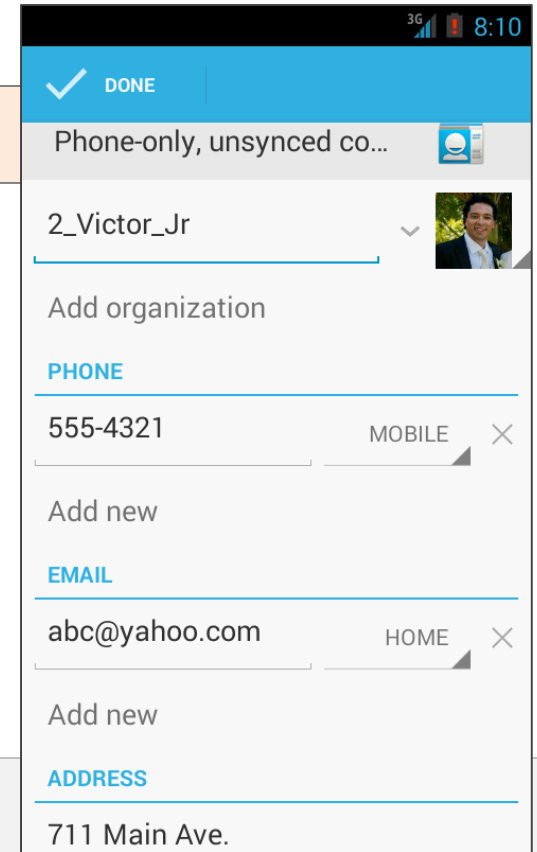 3G 8:10
DONE
Phone-only, unsynced co...
2_Victor_Jr
Add organization
PHONE
555-4321 MOBILE
Add new
EMAIL
abc@yahoo.com HOME
Add new
ADDRESS
711 Main Ave.